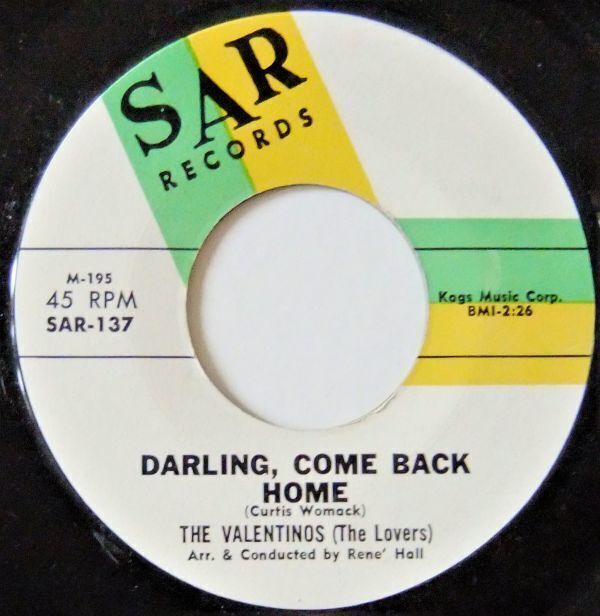 SAR
RECORDS
M-195
45 RPM
SAR-137
Kags Music Corp.
BMI-2:26
DARLING, COME BACK
HOME
(Curtis Womack)
THE VALENTINOS (The Lovers)
Arr. & Conducted by Rene' Hall